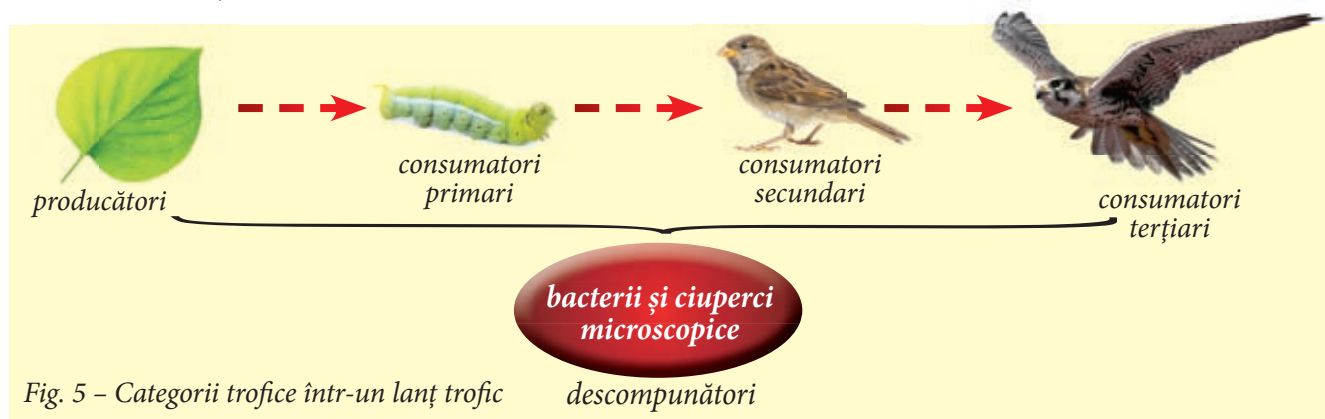 producători
consumatori
primari
consumatori
secundari
consumatori
terțiari
bacterii și ciuperci
microscopice
descompunători
Fig. 5 – Categorii trofice într-un lanț trofic